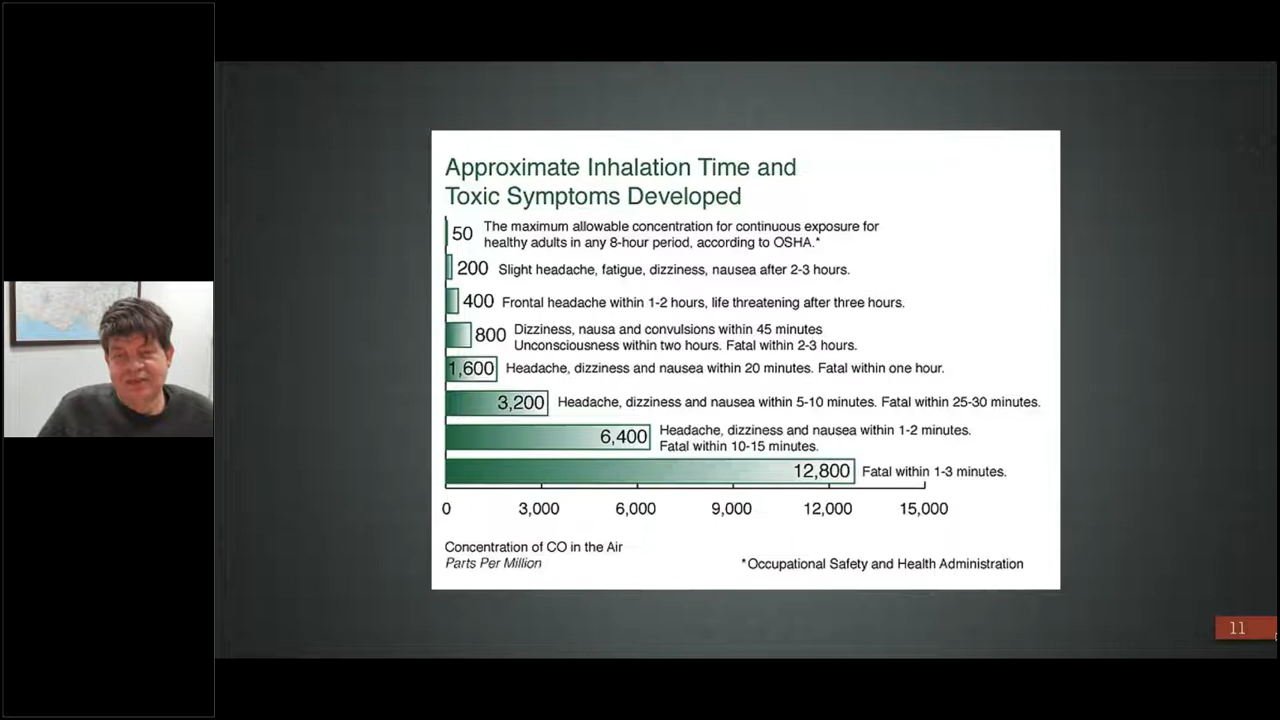 Approximate Inhalation Time and
Toxic Symptoms Developed
50 The maximum allowable concentration for continuous exposure for
healthy adults in any 8-hour period, according to OSHA.*
200 Slight headache, fatigue, dizziness, nausea after 2-3 hours.
400 Frontal headache within 1-2 hours, life threatening after three hours.
800 Dizziness, nausa and convulsions within 45 minutes
Unconsciousness within two hours. Fatal within 2-3 hours.
1,600 Headache, dizziness and nausea within 20 minutes. Fatal within one hour.
3,200 Headache, dizziness and nausea within 5-10 minutes. Fatal within 25-30 minutes.
6,400 Headache, dizziness and nausea within 1-2 minutes.
Fatal within 10-15 minutes.
12,800 Fatal within 1-3 minutes.
0 3,000 6,000 9,000 12,000 15,000
Concentration of CO in the Air
Parts Per Million
*Occupational Safety and Health Administration
11